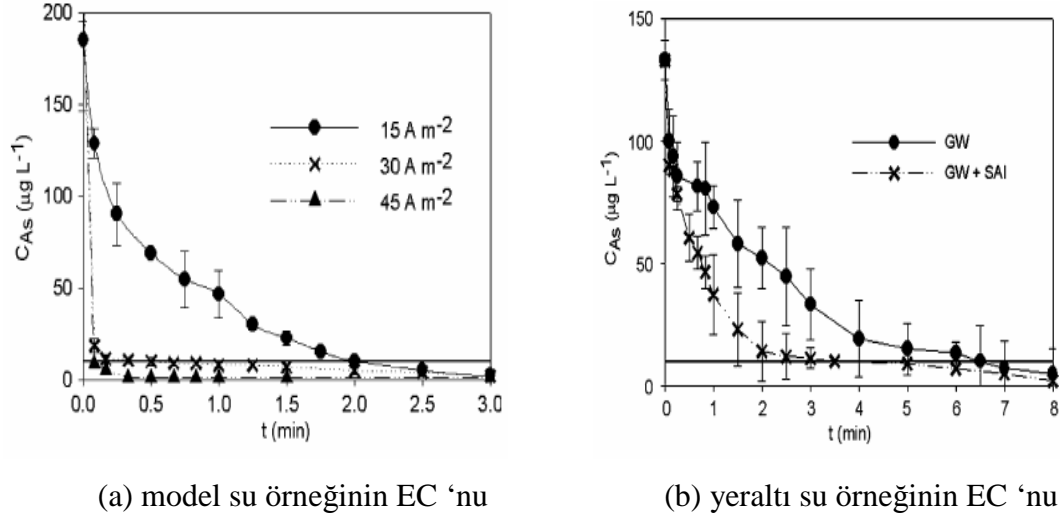 200
150
100
50
0
C_As (µg L⁻¹)
15 A m⁻²
30 A m⁻²
45 A m⁻²
0.0 0.5 1.0 1.5 2.0 2.5 3.0
t (min)
150
100
50
0
C_As (µg L⁻¹)
GW
GW + SAI
0 1 2 3 4 5 6 7 8
t (min)
(a) model su örneğinin EC ‘nu
(b) yeraltı su örneğinin EC ‘nu